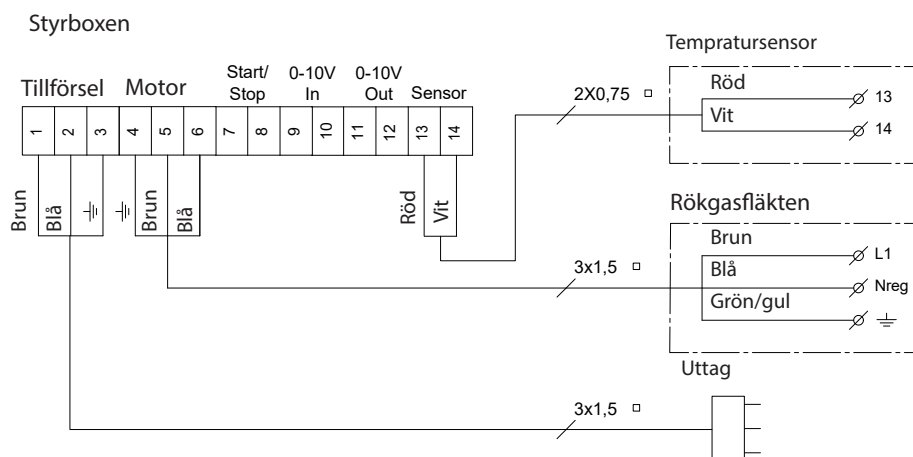 Styrboxen
Tillförsel
Motor
Start/
Stop
0-10V
In
0-10V
Out
Sensor
1
2
3
4
5
6
7
8
9
10
11
12
13
14
Brun
Blå
Brun
Blå
Röd
Vit
2X0,75
Tempratursensor
Röd
13
Vit
14
3x1,5
Rökgasfläkten
Brun
L1
Blå
Nreg
Grön/gul
3x1,5
Uttag